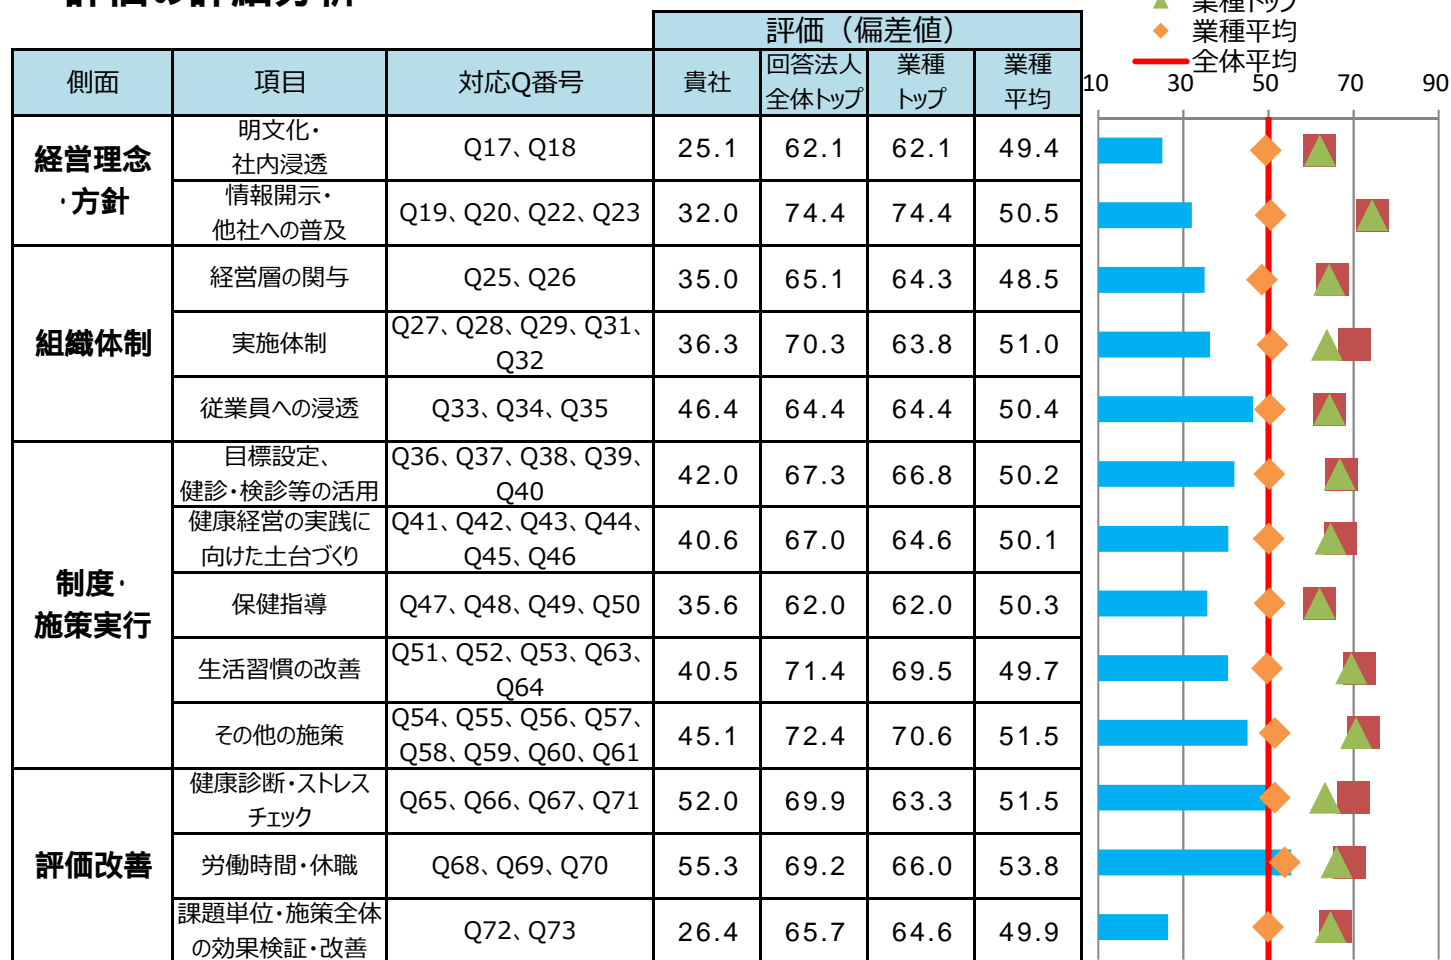 評価の詳細分析
業種トップ
業種平均
全体平均
評価（偏差値）
側面 項目 対応Q番号 貴社 回答法人 業種 業種
全体トップ トップ 平均
10 30 50 70 90
経営理念
・方針
明文化・
社内浸透
Q17、Q18
25.1 62.1 62.1 49.4
情報開示・
他社への普及
Q19、Q20、Q22、Q23
32.0 74.4 74.4 50.5
組織体制
経営層の関与
Q25、Q26
35.0 65.1 64.3 48.5
実施体制
Q27、Q28、Q29、Q31、
Q32
36.3 70.3 63.8 51.0
従業員への浸透
Q33、Q34、Q35
46.4 64.4 64.4 50.4
制度・
施策実行
目標設定、
健診・検診等の活用
Q36、Q37、Q38、Q39、
Q40
42.0 67.3 66.8 50.2
健康経営の実践に
向けた土台づくり
Q41、Q42、Q43、Q44、
Q45、Q46
40.6 67.0 64.6 50.1
保健指導
Q47、Q48、Q49、Q50
35.6 62.0 62.0 50.3
生活習慣の改善
Q51、Q52、Q53、Q63、
Q64
40.5 71.4 69.5 49.7
その他の施策
Q54、Q55、Q56、Q57、
Q58、Q59、Q60、Q61
45.1 72.4 70.6 51.5
評価改善
健康診断・ストレス
チェック
Q65、Q66、Q67、Q71
52.0 69.9 63.3 51.5
労働時間・休職
Q68、Q69、Q70
55.3 69.2 66.0 53.8
課題単位・施策全体
の効果検証・改善
Q72、Q73
26.4 65.7 64.6 49.9